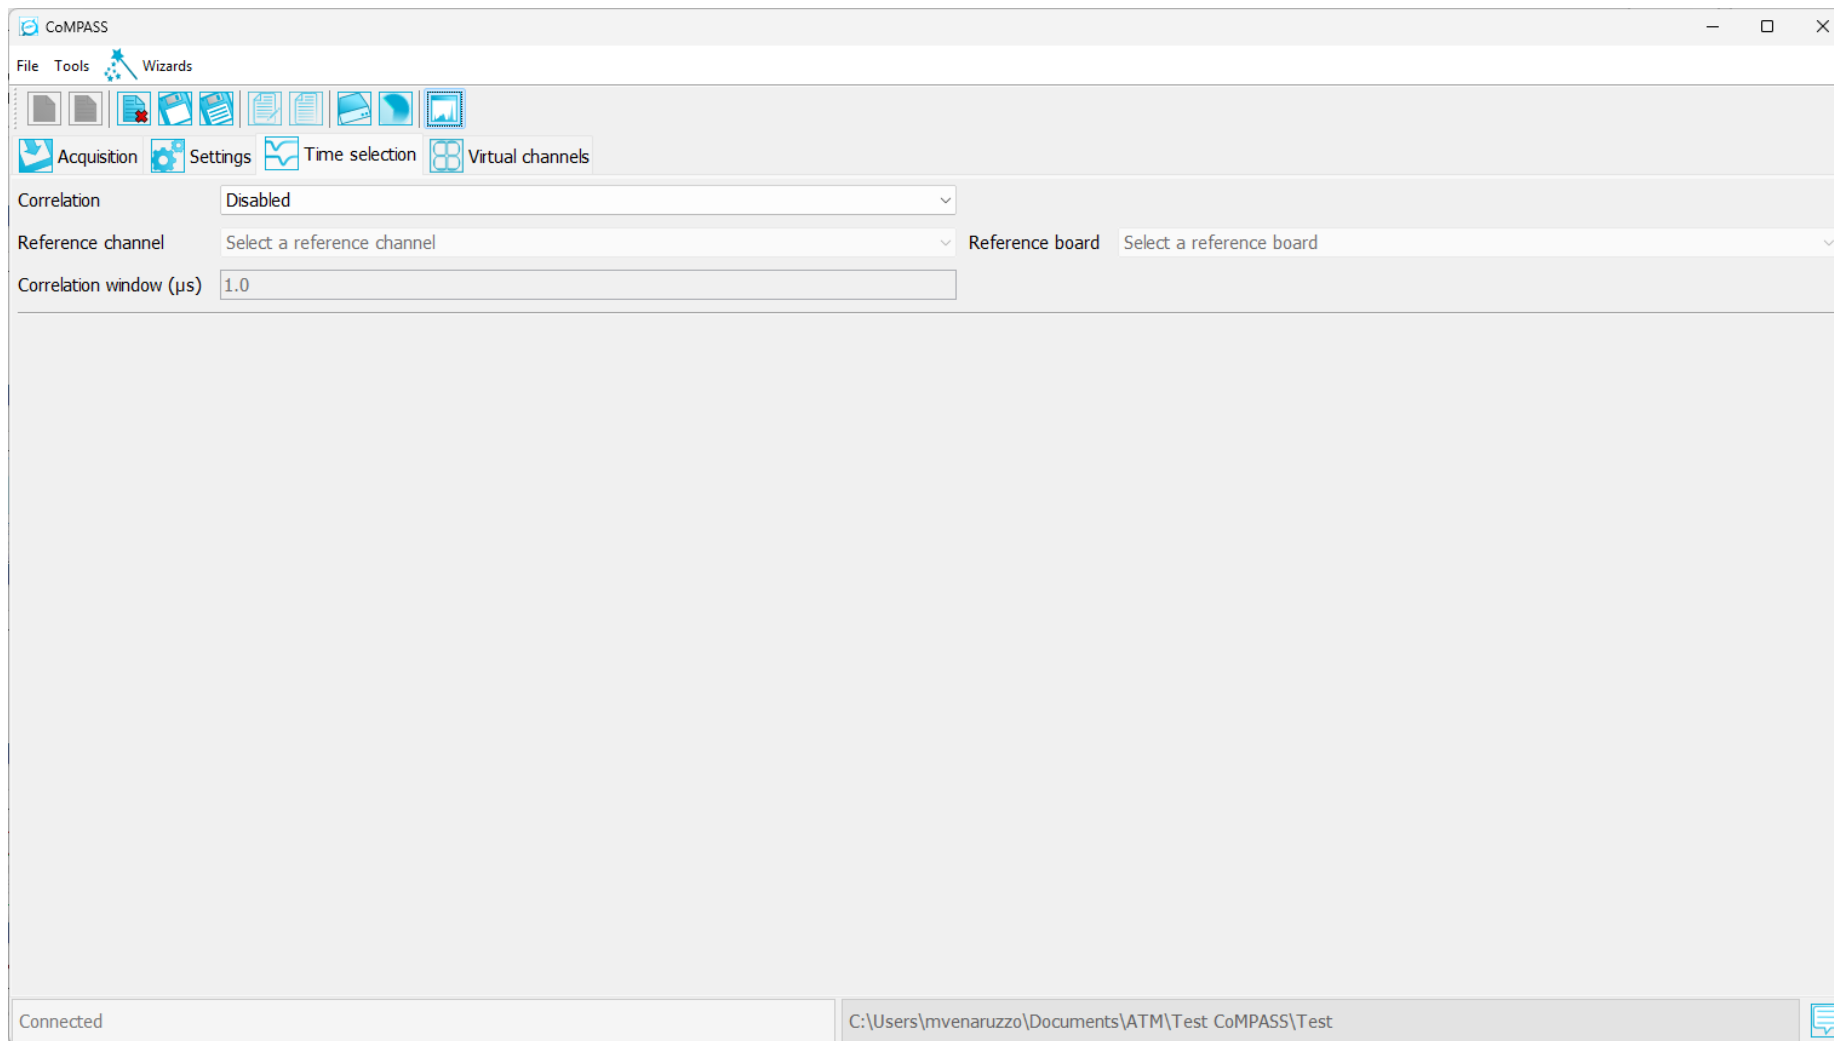 CoMPASS
File Tools Wizards
Acquisition Settings Time selection Virtual channels
Correlation Disabled
Reference channel Select a reference channel Reference board Select a reference board
Correlation window (µs) 1.0
Connected C:\Users\mvenaruzzo\Documents\ATM\Test CoMPASS\Test